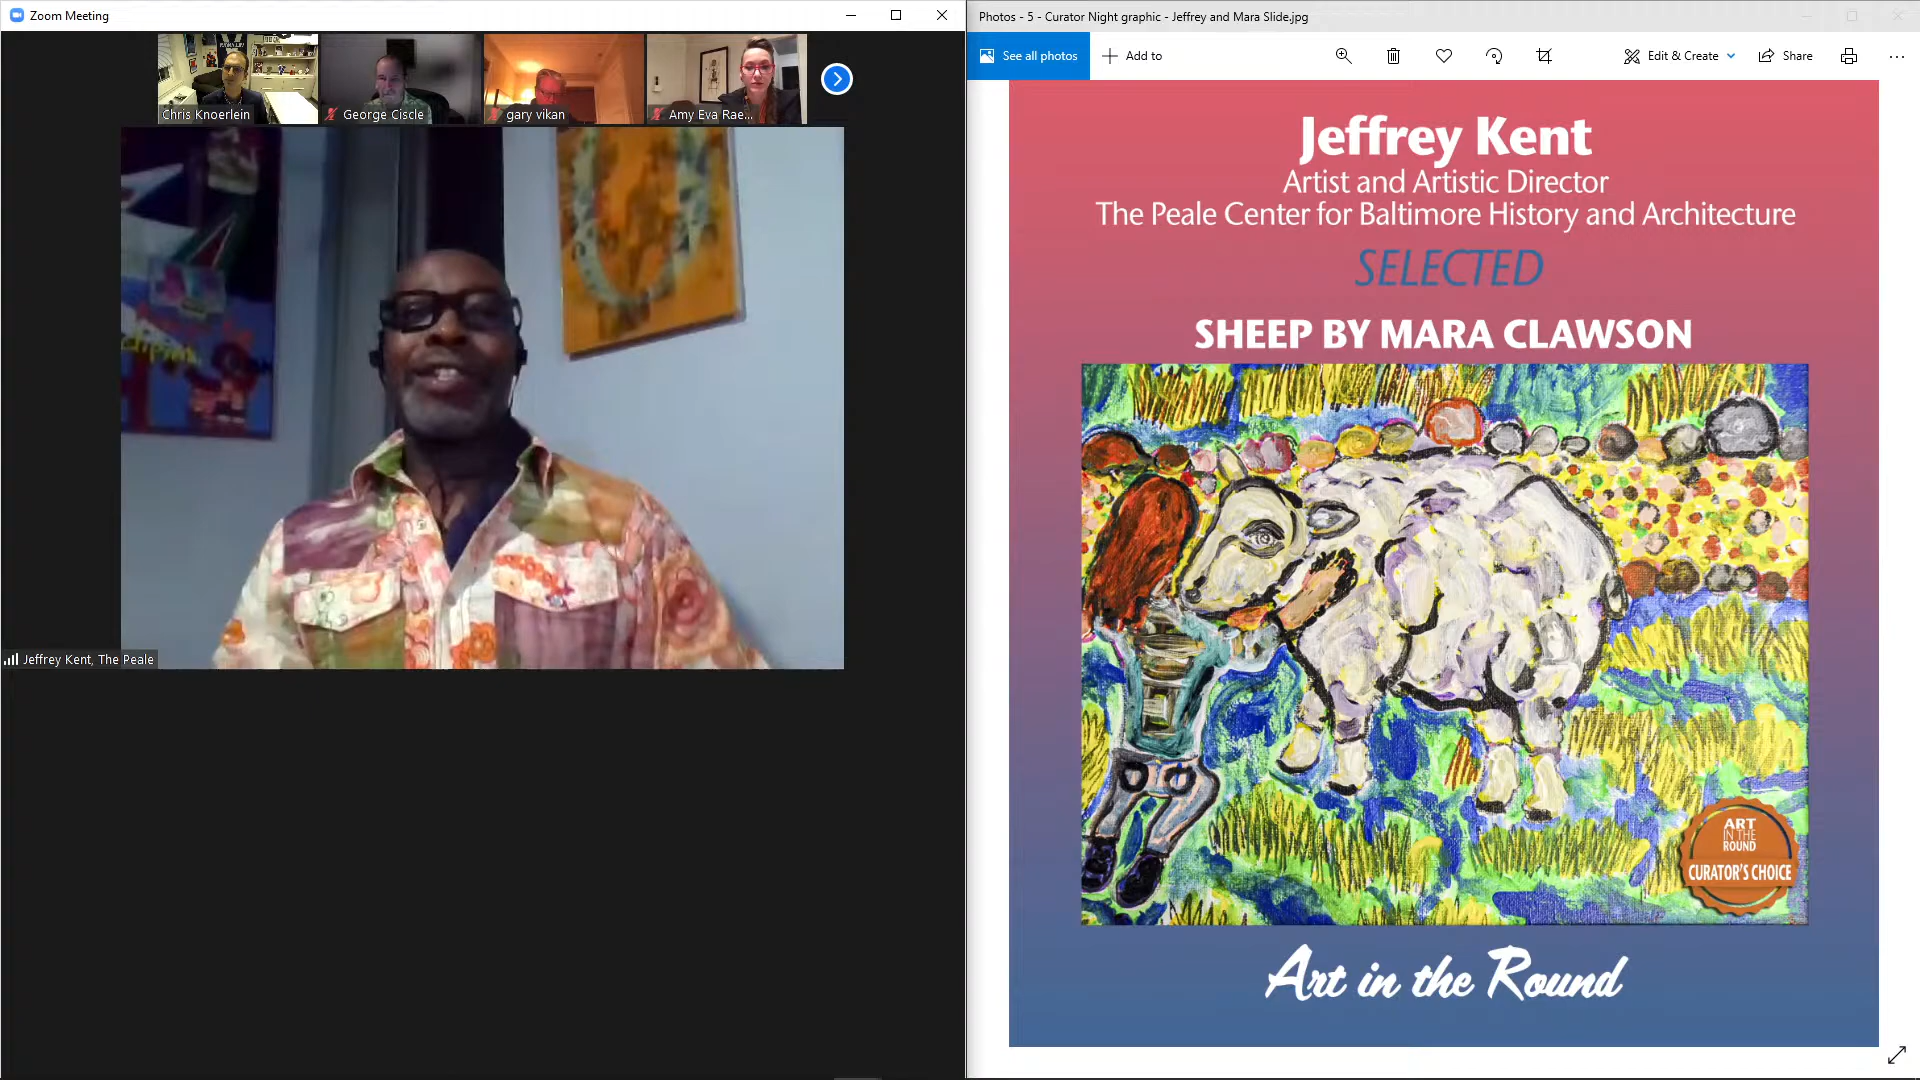 Zoom Meeting
Chris Knoerlein
George Ciscle
gary vikan
Amy Eva Rae...
Jeffrey Kent, The Peale
Photos - 5 - Curator Night graphic - Jeffrey and Mara Slide.jpg
See all photos
Add to
Edit & Create
Share
Jeffrey Kent
Artist and Artistic Director
The Peale Center for Baltimore History and Architecture
SELECTED
SHEEP BY MARA CLAWSON
ART
IN THE
ROUND
CURATOR'S CHOICE
Art in the Round